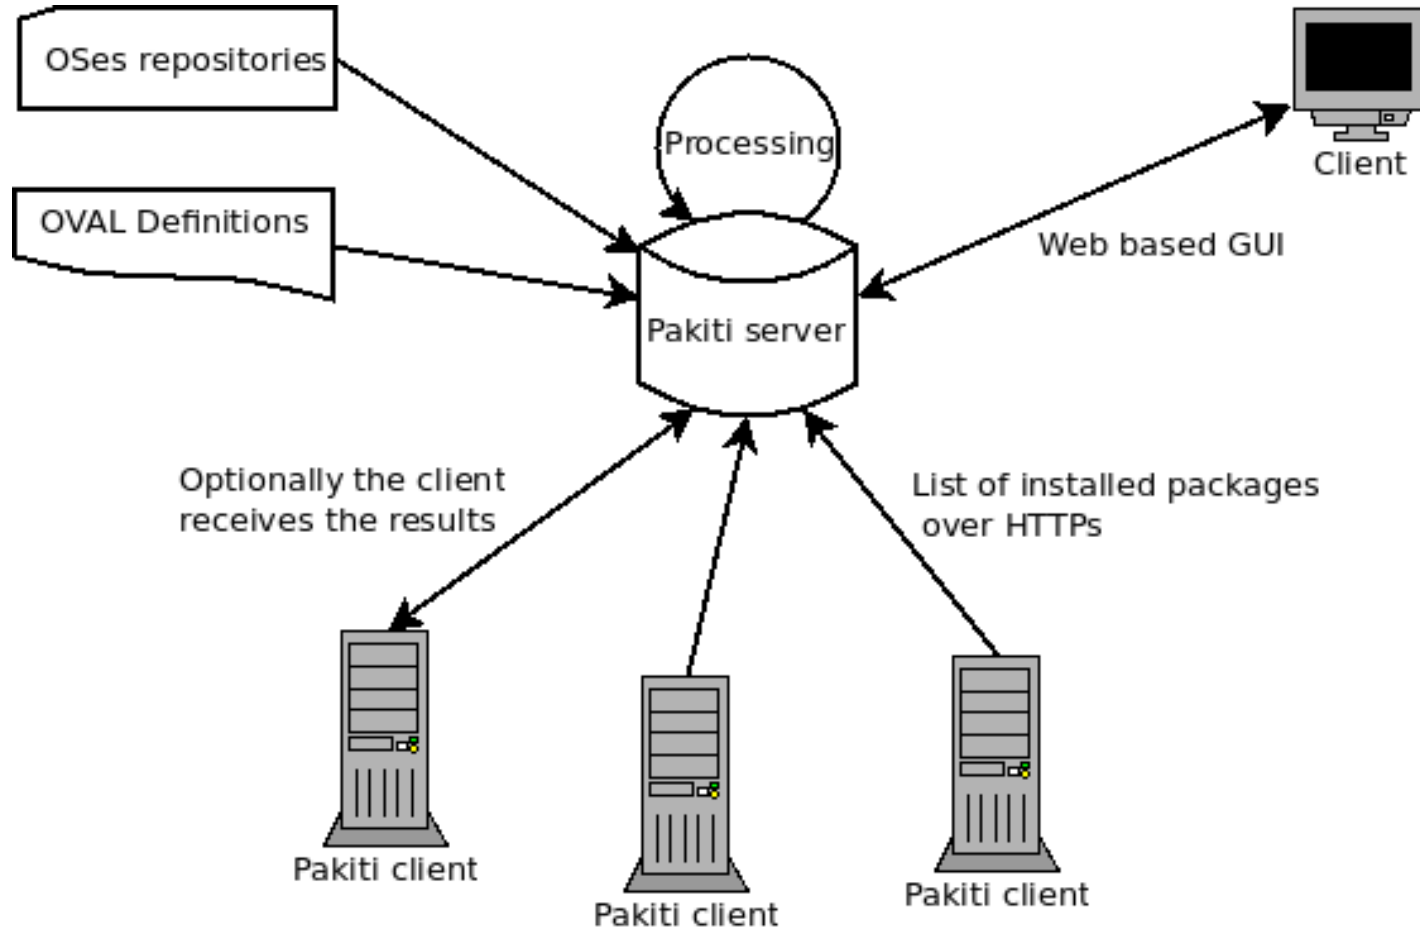 OSes repositories
Processing
Client
OVAL Definitions
Web based GUI
Pakiti server
Optionally the client
receives the results
List of installed packages
over HTTPs
Pakiti client
Pakiti client
Pakiti client